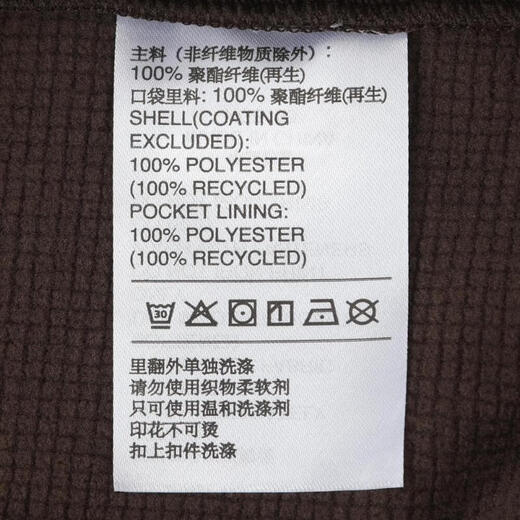 主料（非纤维物质除外）：
100% 聚酯纤维(再生)
口袋里料: 100% 聚酯纤维(再生)
SHELL(COATING
EXCLUDED):
100% POLYESTER
(100% RECYCLED)
POCKET LINING:
100% POLYESTER
(100% RECYCLED)
30
里翻外单独洗涤
请勿使用织物柔软剂
只可使用温和洗涤剂
印花不可烫
扣上扣件洗涤